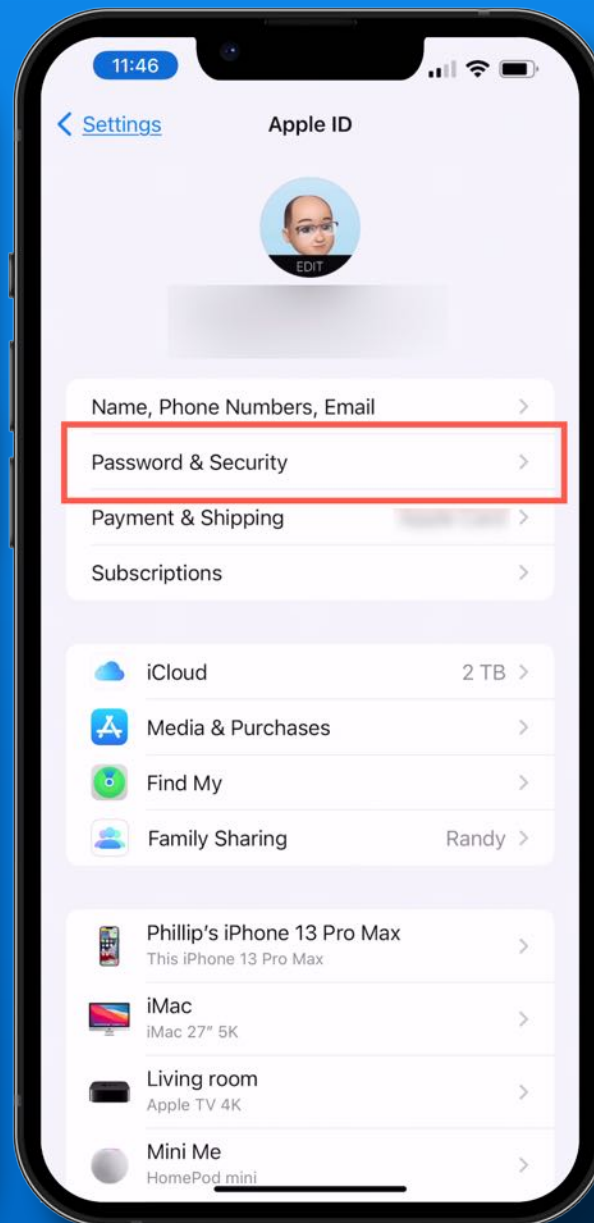 11:46
Settings
Apple ID
EDIT
Name, Phone Numbers, Email
Password & Security
Payment & Shipping
Subscriptions
iCloud 2 TB
Media & Purchases
Find My
Family Sharing Randy
Phillip's iPhone 13 Pro Max
This iPhone 13 Pro Max
iMac
iMac 27" 5K
Living room
Apple TV 4K
Mini Me
HomePod mini